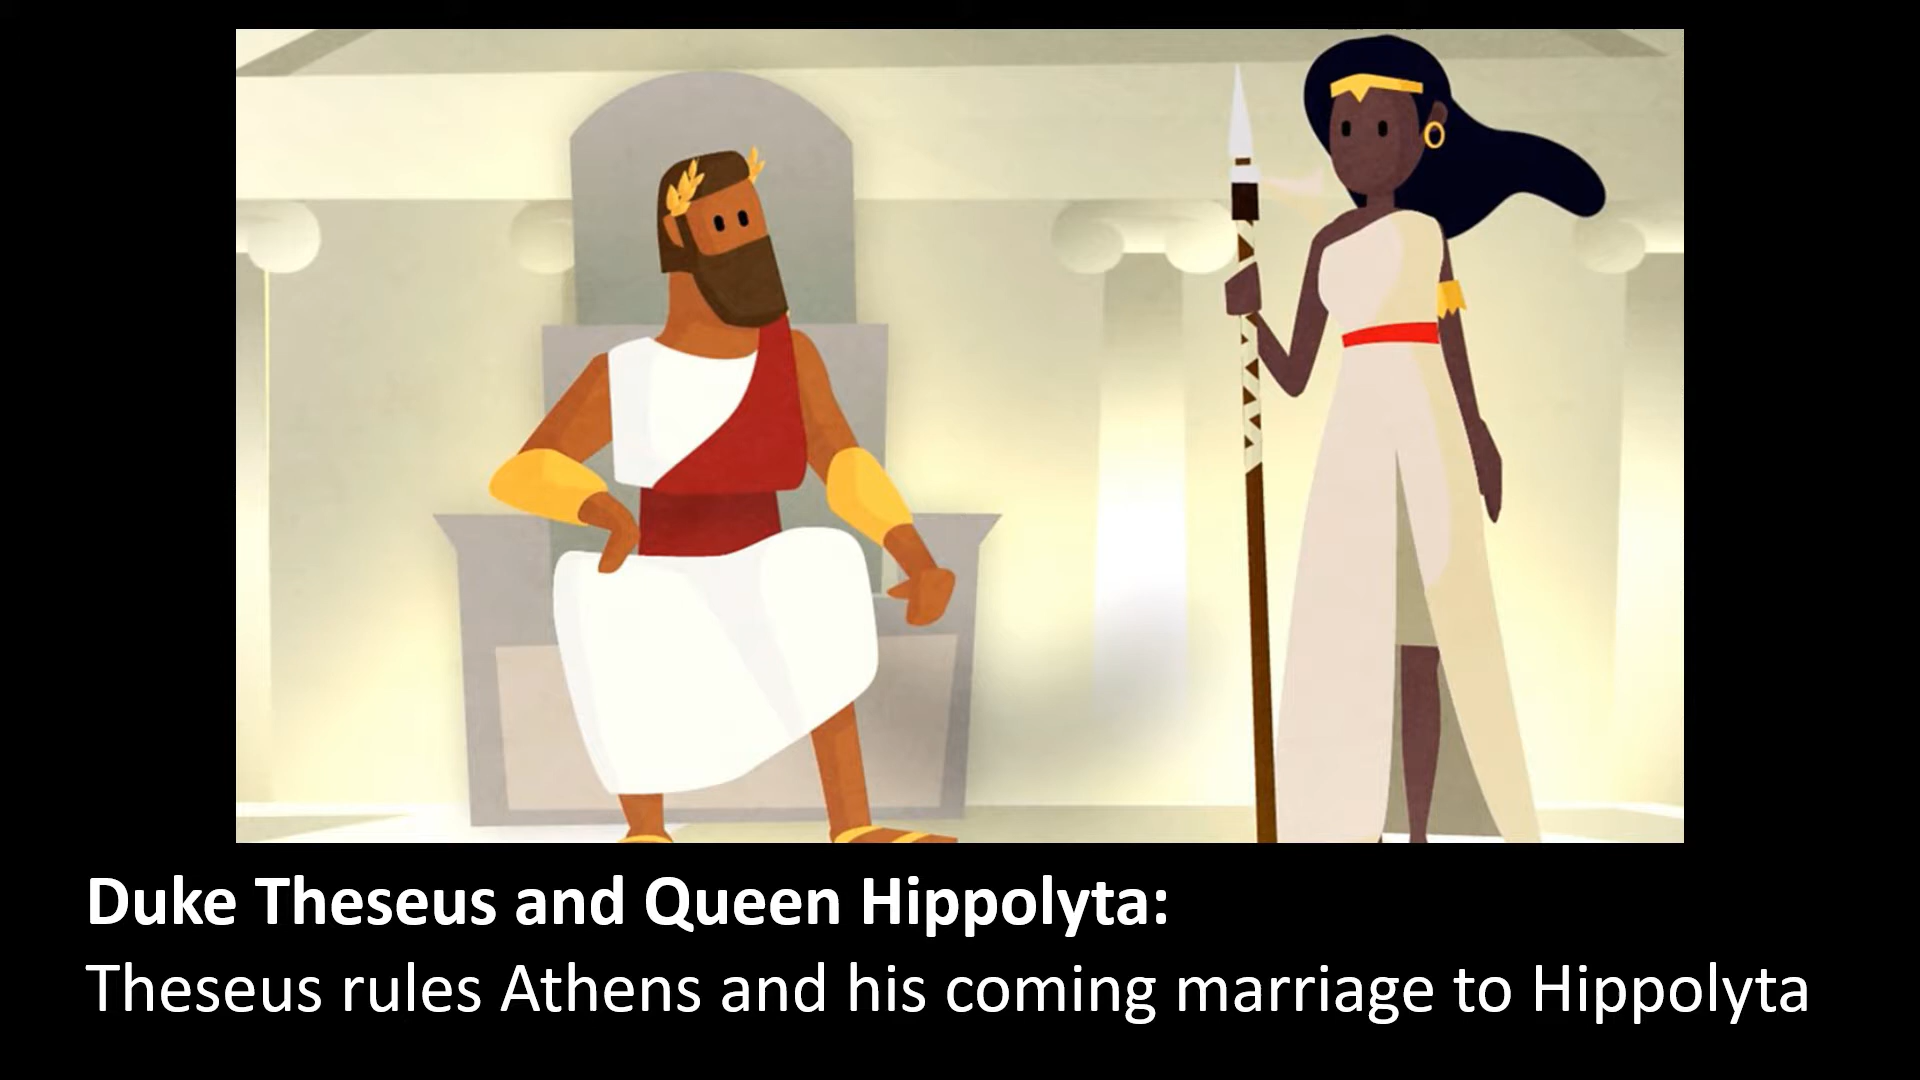 Duke Theseus and Queen Hippolyta:
Theseus rules Athens and his coming marriage to Hippolyta